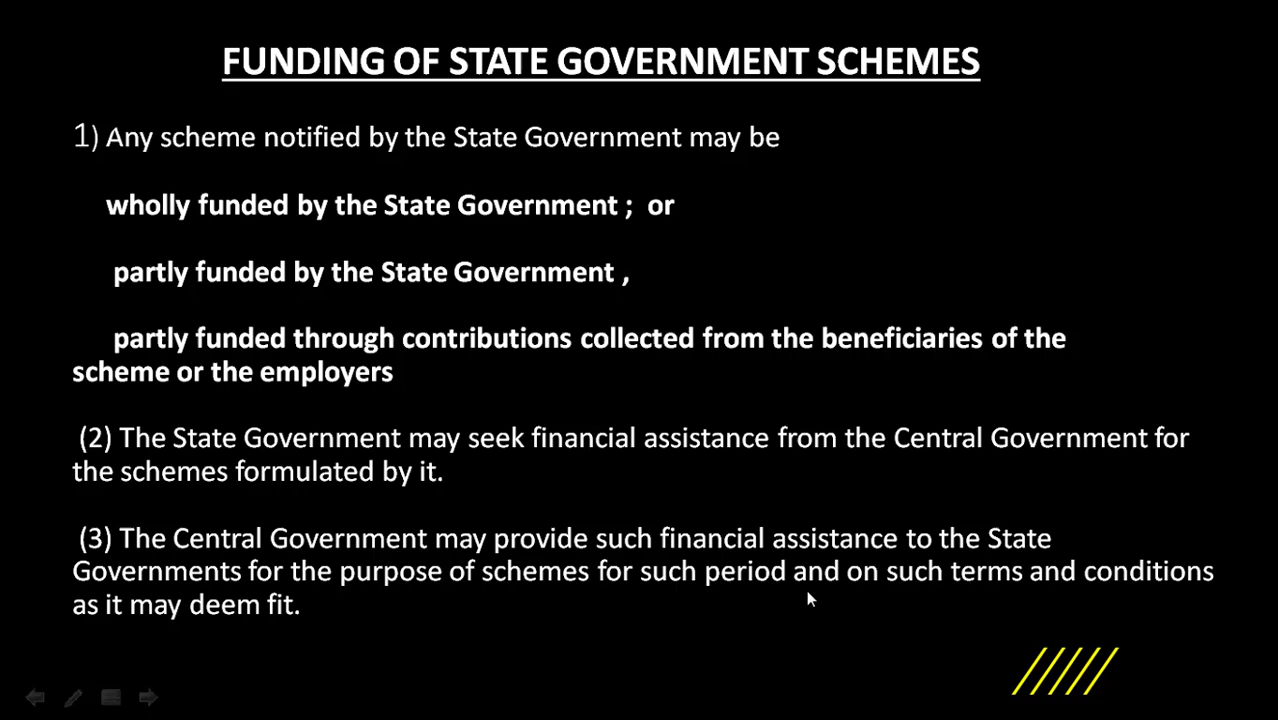 FUNDING OF STATE GOVERNMENT SCHEMES
1) Any scheme notified by the State Government may be
wholly funded by the State Government ; or
partly funded by the State Government ,
partly funded through contributions collected from the beneficiaries of the
scheme or the employers
(2) The State Government may seek financial assistance from the Central Government for
the schemes formulated by it.
(3) The Central Government may provide such financial assistance to the State
Governments for the purpose of schemes for such period and on such terms and conditions
as it may deem fit.